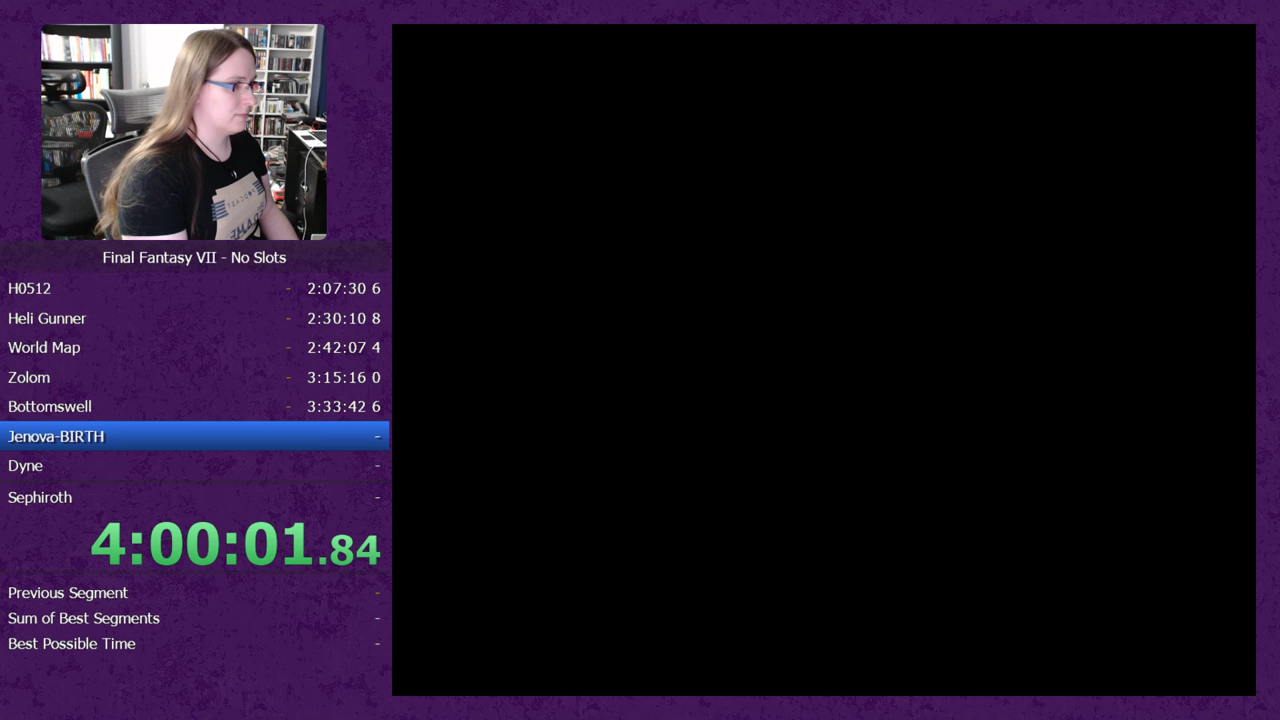 Final Fantasy VII - No Slots
H0512 - 2:07:30 6
Heli Gunner - 2:30:10 8
World Map - 2:42:07 4
Zolom - 3:15:16 0
Bottomswell - 3:33:42 6
Jenova-BIRTH -
Dyne -
Sephiroth -
4:00:01.84
Previous Segment -
Sum of Best Segments -
Best Possible Time -